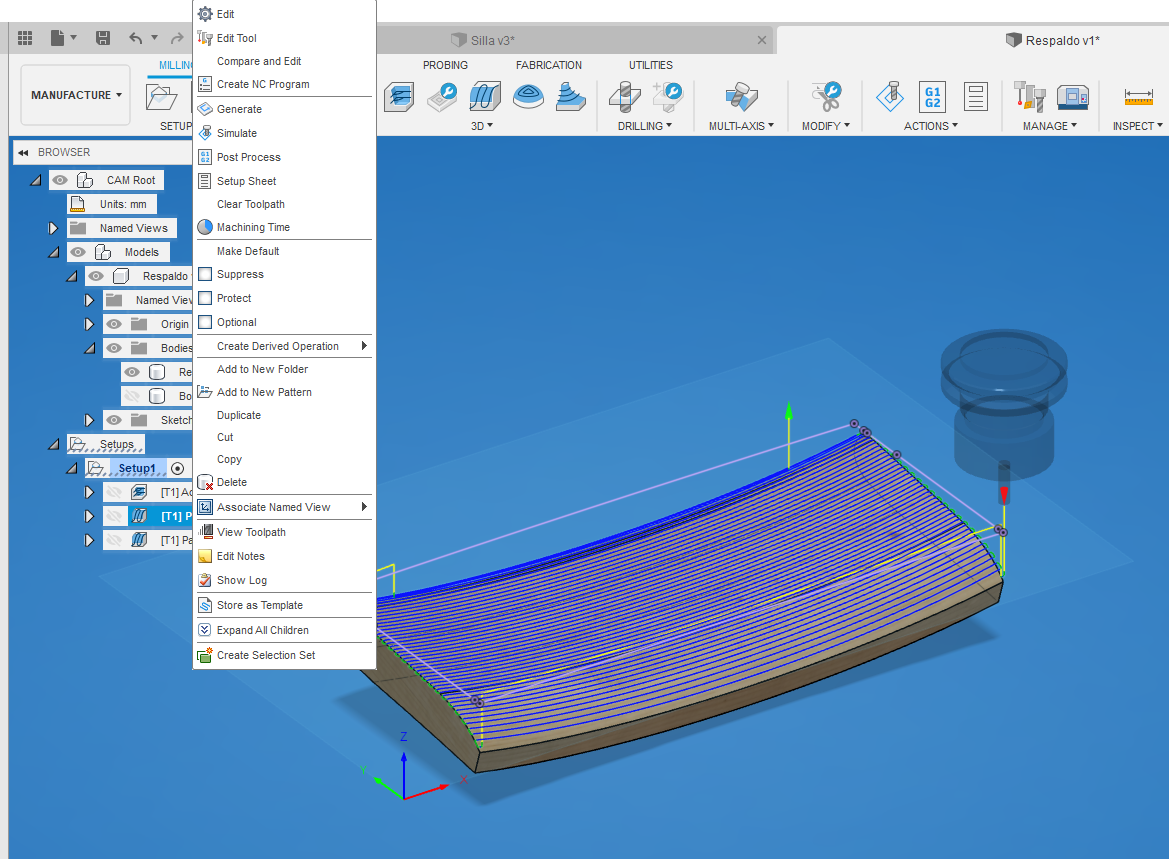 Silla v3*
Respaldo v1*
MILLIN
PROBING
FABRICATION
UTILITIES
MANUFACTURE
SETUP
3D
DRILLING
MULTI-AXIS
MODIFY
G1
G2
ACTIONS
MANAGE
INSPECT
BROWSER
CAM Root
Units: mm
Named Views
Models
Respaldo
Named View
Origin
Bodies
Re
Bo
Sketch
Setups
Setup1
[T1] Ad
[T1] P
[T1] Pa
Edit
Edit Tool
Compare and Edit
Create NC Program
Generate
Simulate
Post Process
Setup Sheet
Clear Toolpath
Machining Time
Make Default
Suppress
Protect
Optional
Create Derived Operation
Add to New Folder
Add to New Pattern
Duplicate
Cut
Copy
Delete
Associate Named View
View Toolpath
Edit Notes
Show Log
Store as Template
Expand All Children
Create Selection Set
Z
Y
X